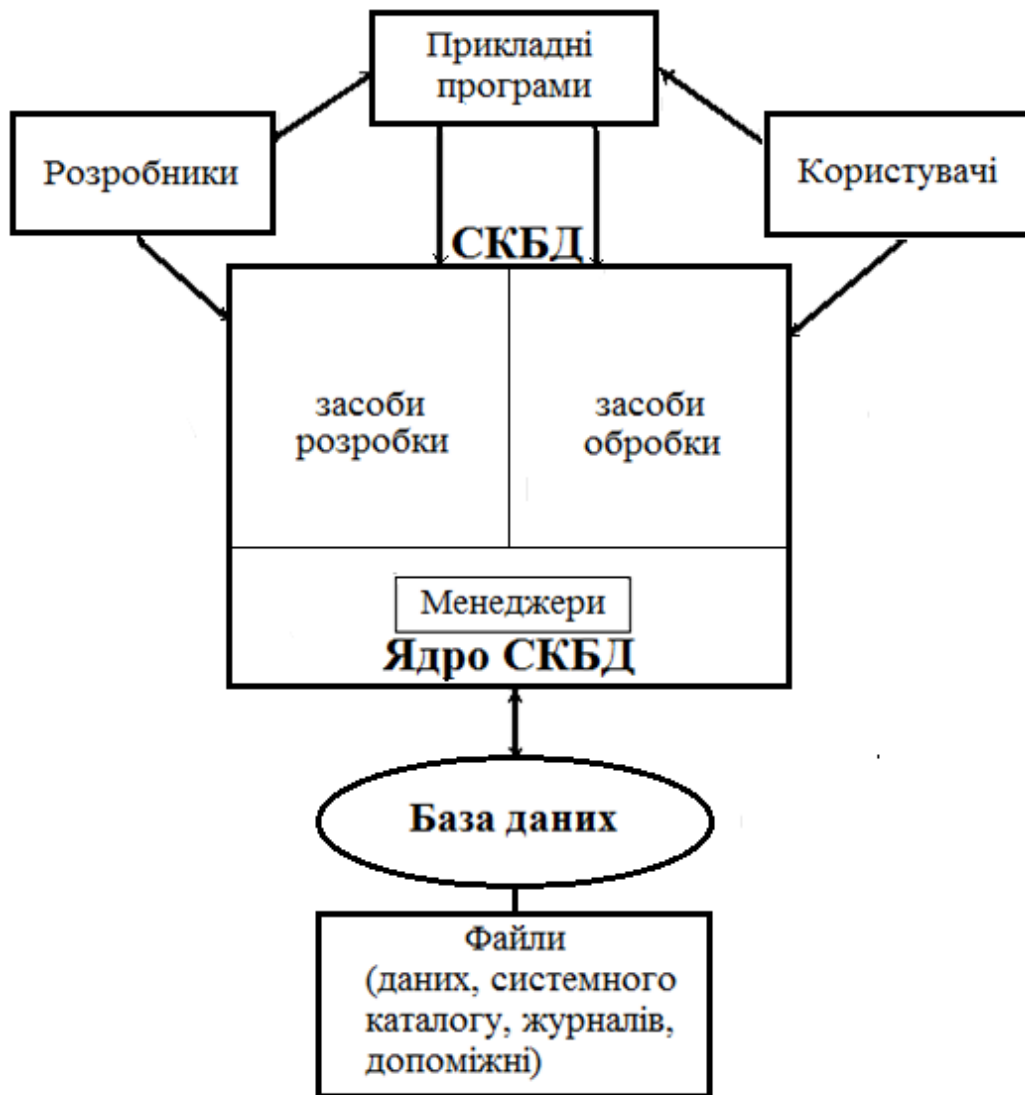 Прикладні
програми
Розробники
Користувачі
СКБД
засоби
розробки
засоби
обробки
Менеджери
Ядро СКБД
База даних
Файли
(даних, системного
каталогу, журналів,
допоміжні)